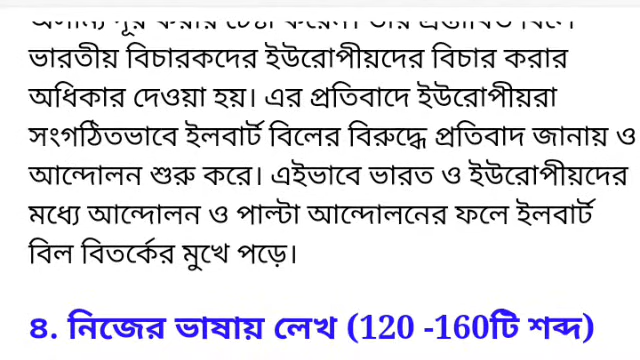 ভারতীয় বিচারকদের ইউরোপীয়দের বিচার করার
অধিকার দেওয়া হয়। এর প্রতিবাদে ইউরোপীয়রা
সংগঠিতভাবে ইলবার্ট বিলের বিরুদ্ধে প্রতিবাদ জানায় ও
আন্দোলন শুরু করে। এইভাবে ভারত ও ইউরোপীয়দের
মধ্যে আন্দোলন ও পাল্টা আন্দোলনের ফলে ইলবার্ট
বিল বিতর্কের মুখে পড়ে।
৪. নিজের ভাষায় লেখ (120 -160টি শব্দ)